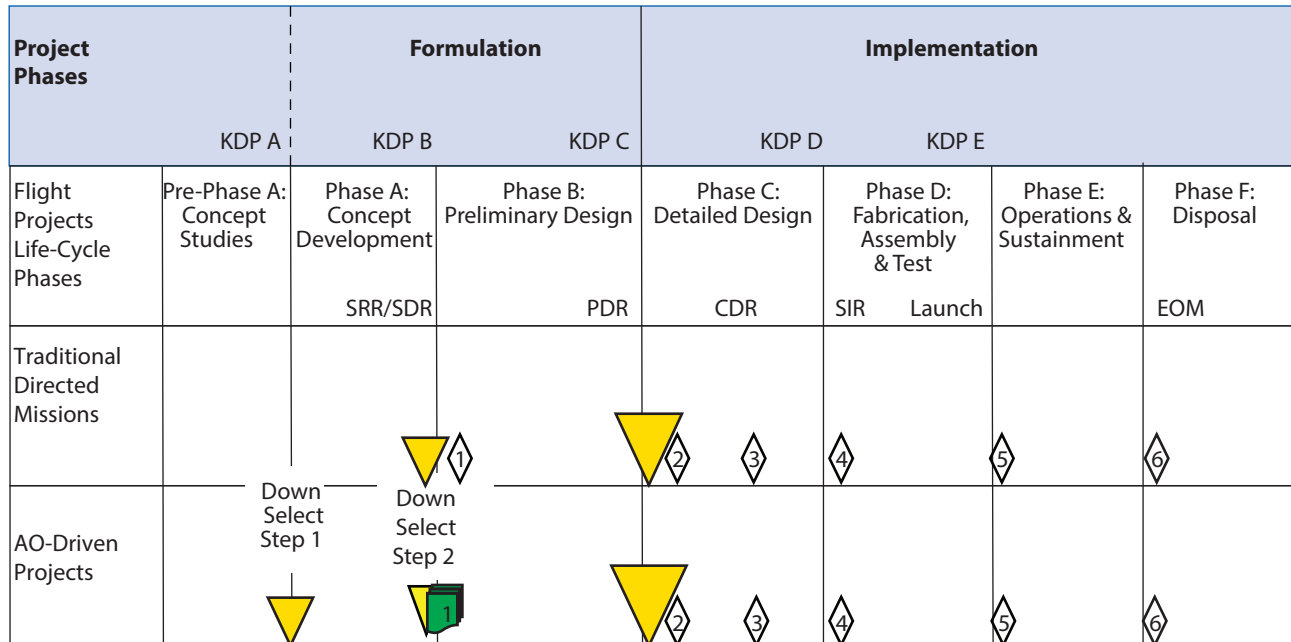 Project
Phases
Formulation
Implementation
KDP A
KDP B
KDP C
KDP D
KDP E
Flight
Projects
Life-Cycle
Phases
Pre-Phase A:
Concept
Studies
Phase A:
Concept
Development
Phase B:
Preliminary Design
Phase C:
Detailed Design
Phase D:
Fabrication,
Assembly
& Test
Phase E:
Operations &
Sustainment
Phase F:
Disposal
SRR/SDR
PDR
CDR
SIR
Launch
EOM
Traditional
Directed
Missions
1
2
3
4
5
6
Down
Select
Step 1
Down
Select
Step 2
AO-Driven
Projects
1
2
3
4
5
6